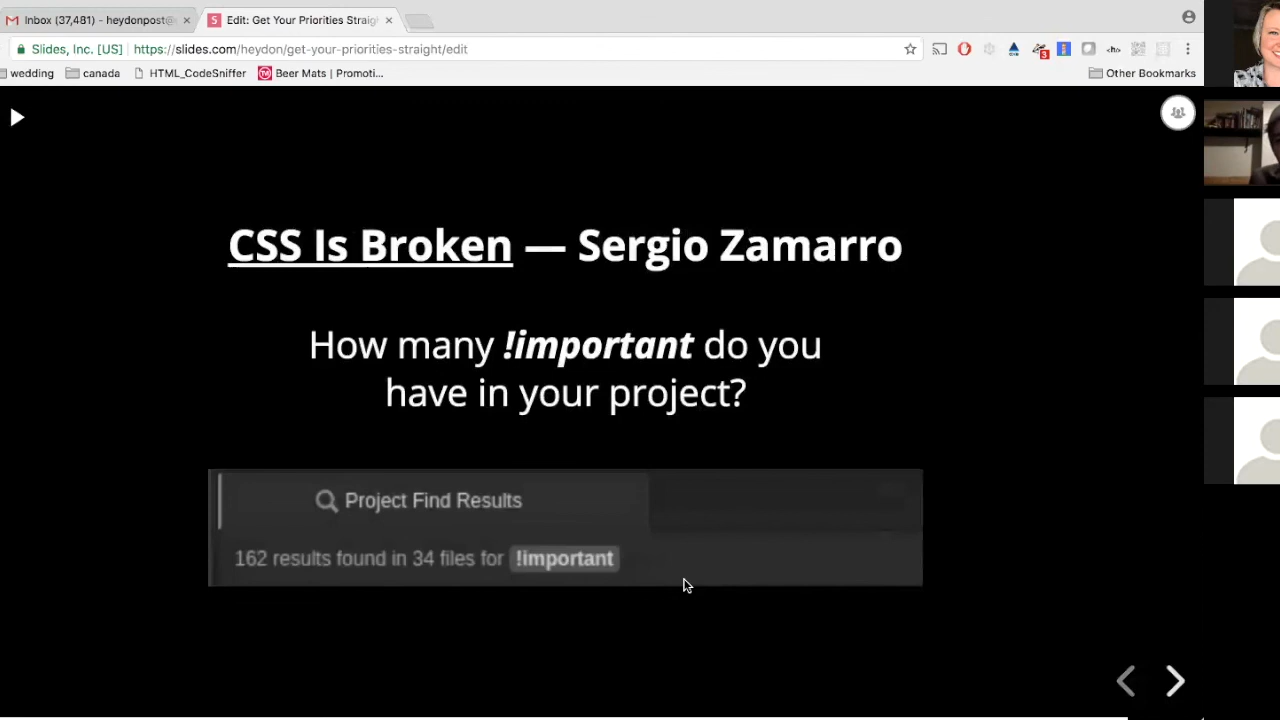 Inbox (37,481) - heydonpost@
Edit: Get Your Priorities Straig
Slides, Inc. [US]
https://slides.com/heydon/get-your-priorities-straight/edit
wedding
canada
HTML_CodeSniffer
Beer Mats | Promoti...
Other Bookmarks
CSS Is Broken — Sergio Zamarro
How many !important do you
have in your project?
Project Find Results
162 results found in 34 files for !important